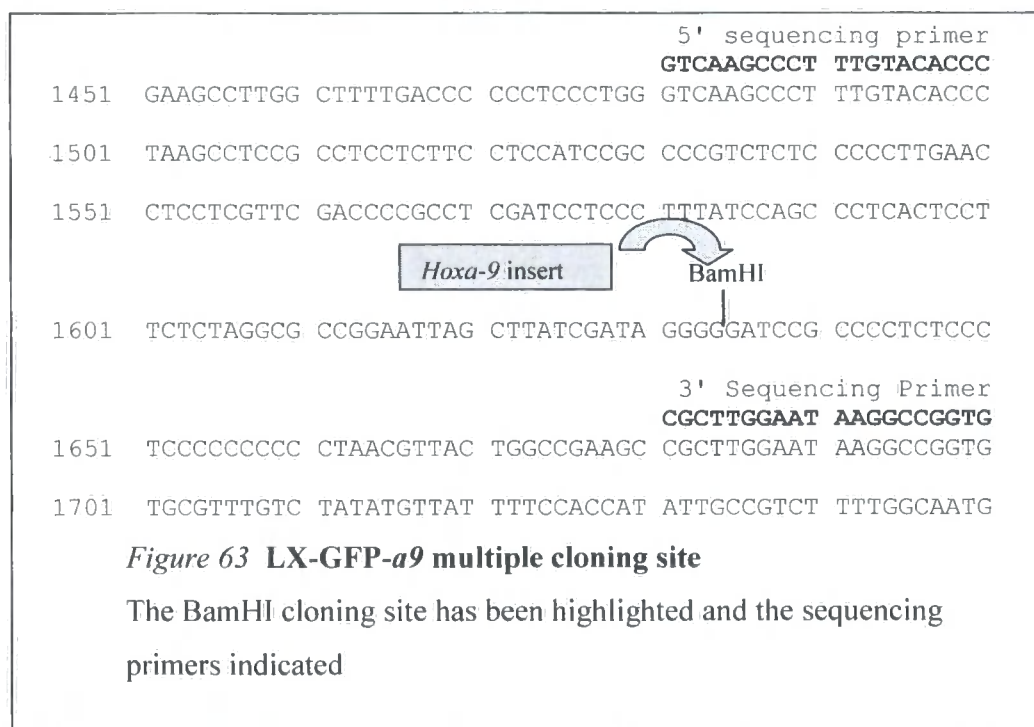 5' sequencing primer
GTCAAGCCCT TTGTACACCC
1451 GAAGCCTTGG CTTTTGACCC CCCTCCCTGG GTCAAGCCCT TTGTACACCC
1501 TAAGCCTCCG CCTCCTCTTC CTCCATCCGC CCCGTCTCTC CCCCTTGAAC
1551 CTCCTCGTTC GACCCCGCCT CGATCCTCCC TTTATCCAGC CCTCACTCCT
Hoxa-9 insert BamHI
1601 TCTCTAGGCG CCGGAATTAG CTTATCGATA GGGGGATCCG CCCCTCTCCC
3' Sequencing Primer
CGCTTGGAAT AAGGCCGGTG
1651 TCCCCCCCCC CTAACGTTAC TGGCCGAAGC CGCTTGGAAT AAGGCCGGTG
1701 TGCGTTTGTC TATATGTTAT TTTCCACCAT ATTGCCGTCT TTTGGCAATG
Figure 63 LX-GFP-a9 multiple cloning site
The BamHI cloning site has been highlighted and the sequencing
primers indicated